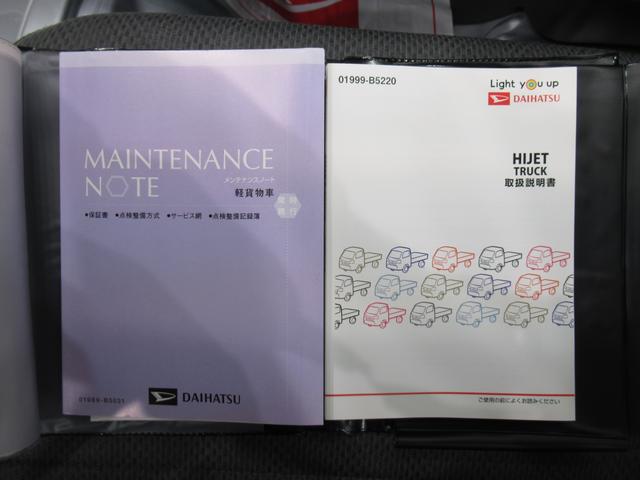 MAINTENANCE
NOTE
メンテナンスノート
軽貨物車
•保証書 •点検整備方式 •サービス網 •点検整備記録簿
01989-B5031
DAIHATSU
01999-B5220
Light you up
DAIHATSU
HIJET
TRUCK
取扱説明書
ご使用の前によくお読みください